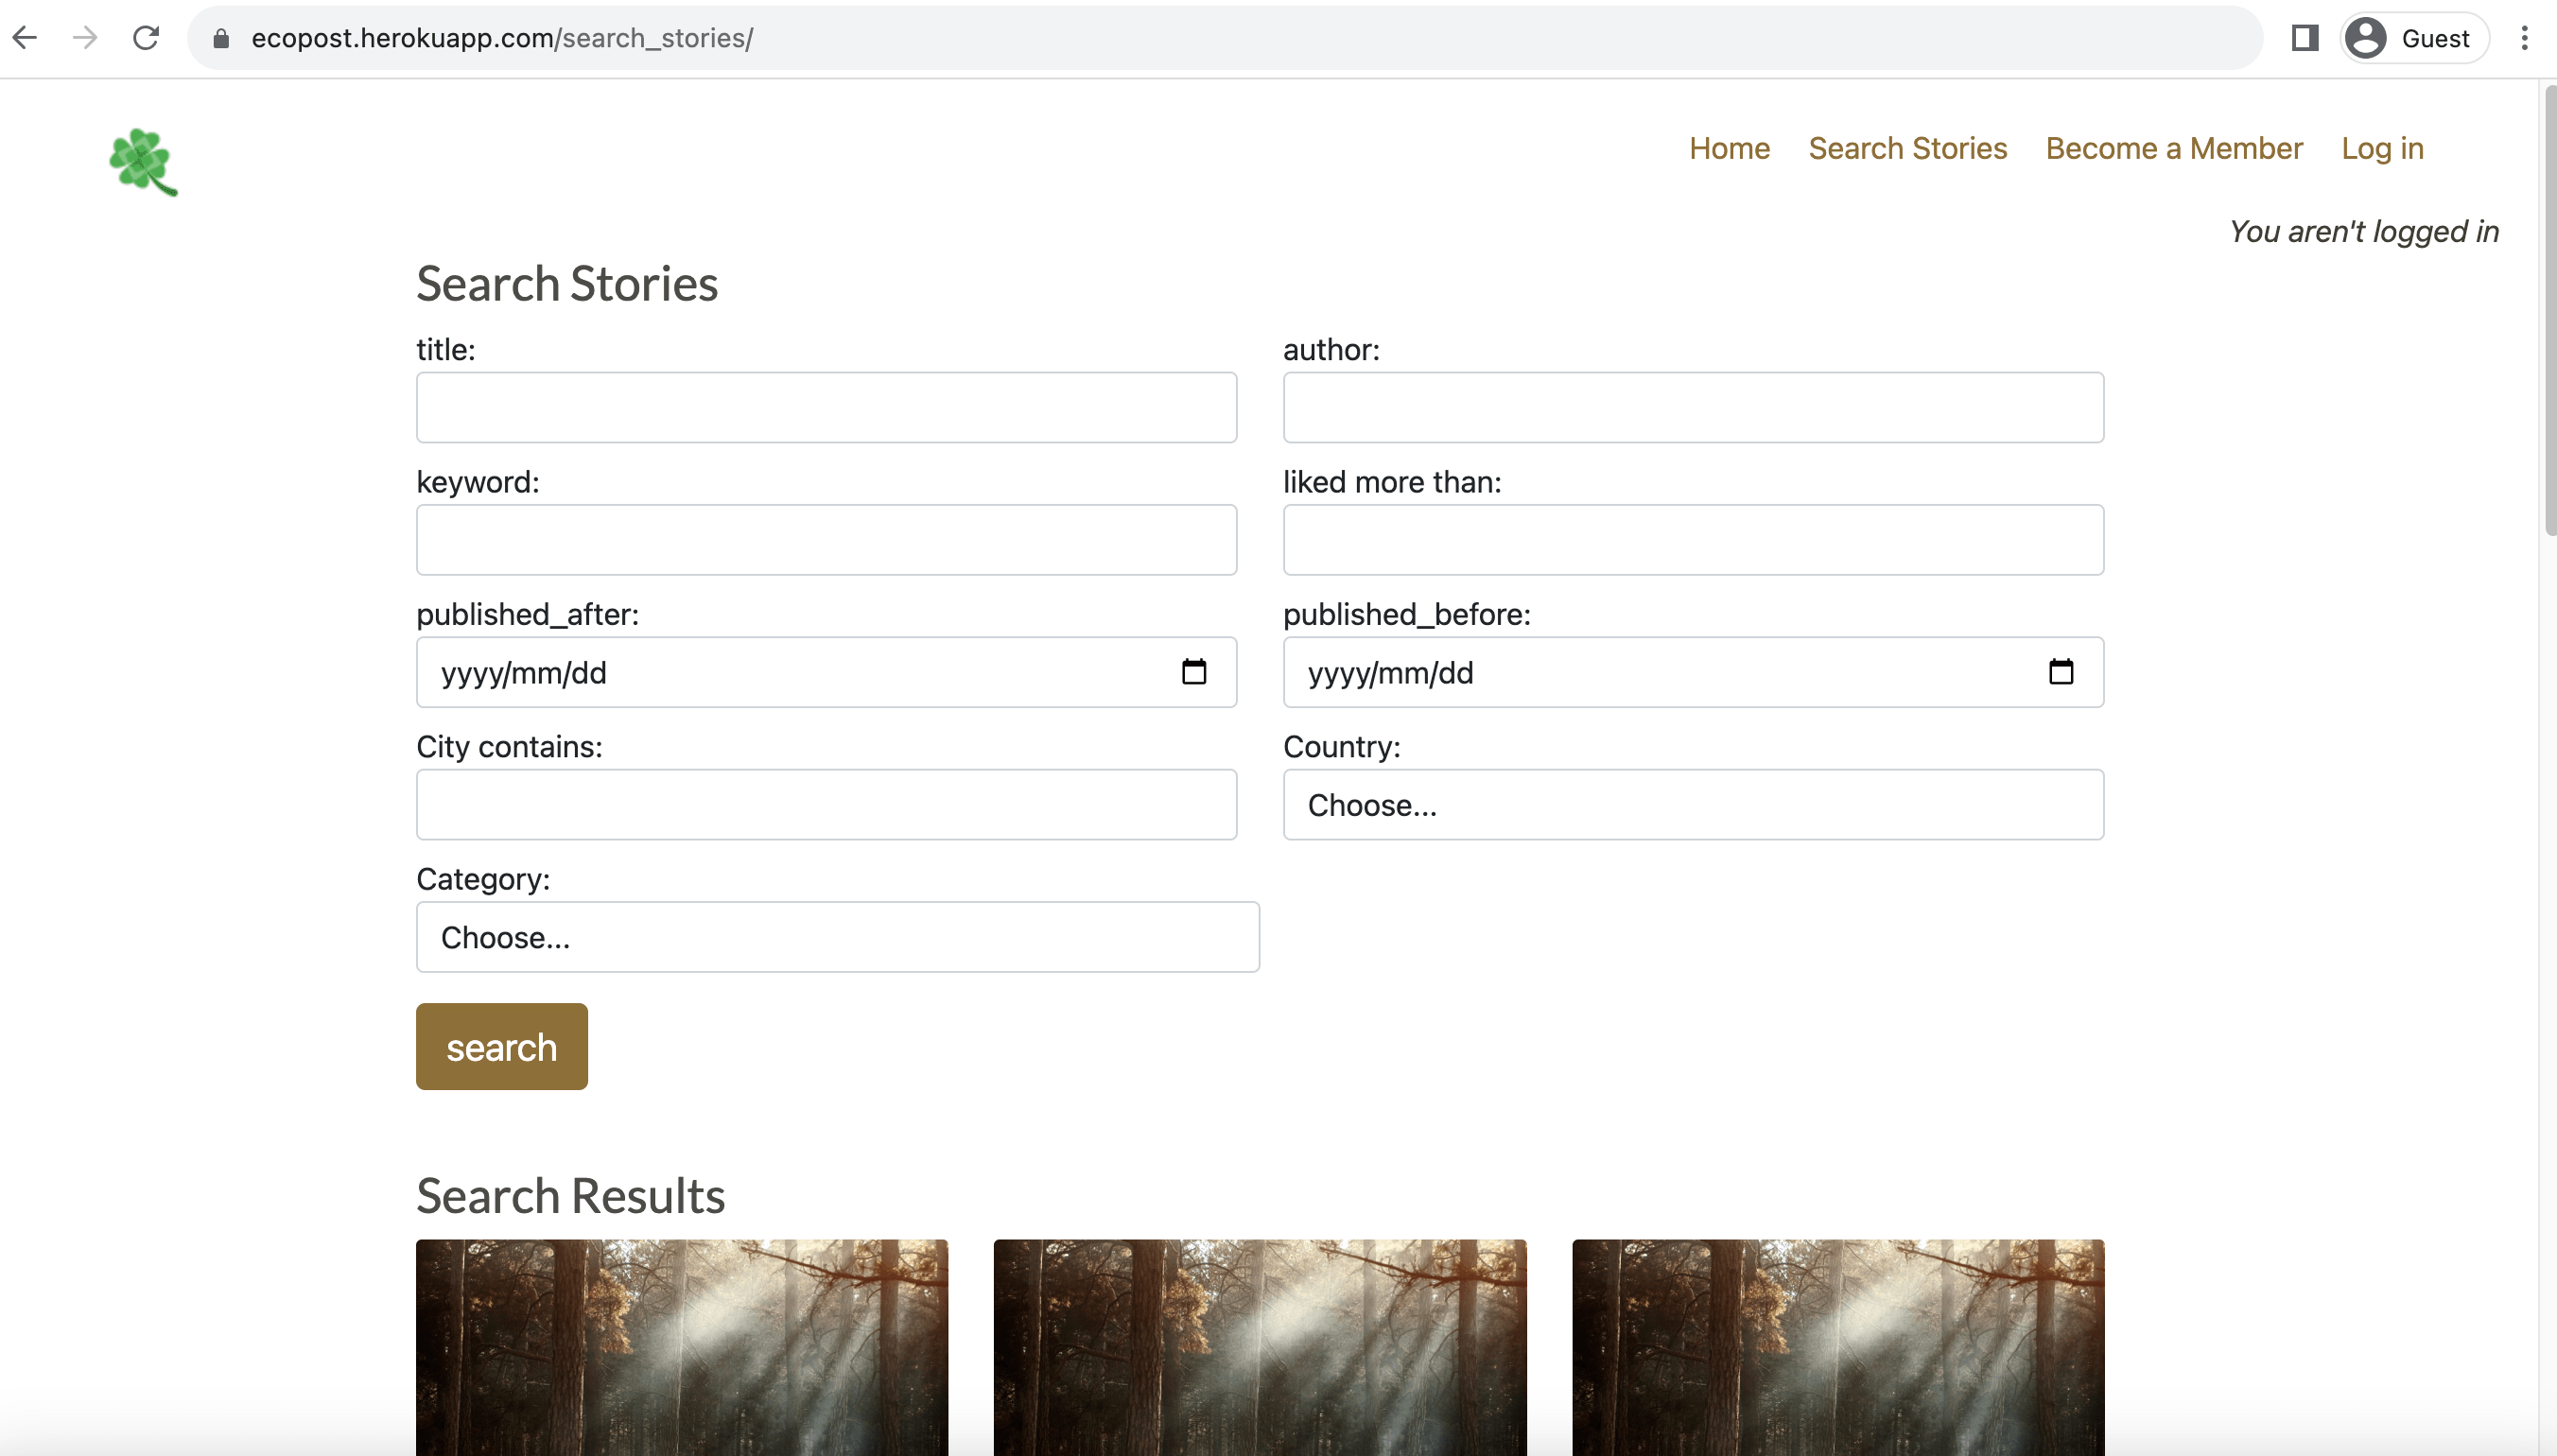 ecopost.herokuapp.com/search_stories/
Guest
Home Search Stories Become a Member Log in
You aren't logged in
Search Stories
title: author:
keyword: liked more than:
published_after: published_before:
yyyy/mm/dd yyyy/mm/dd
City contains: Country:
Choose...
Category:
Choose...
search
Search Results